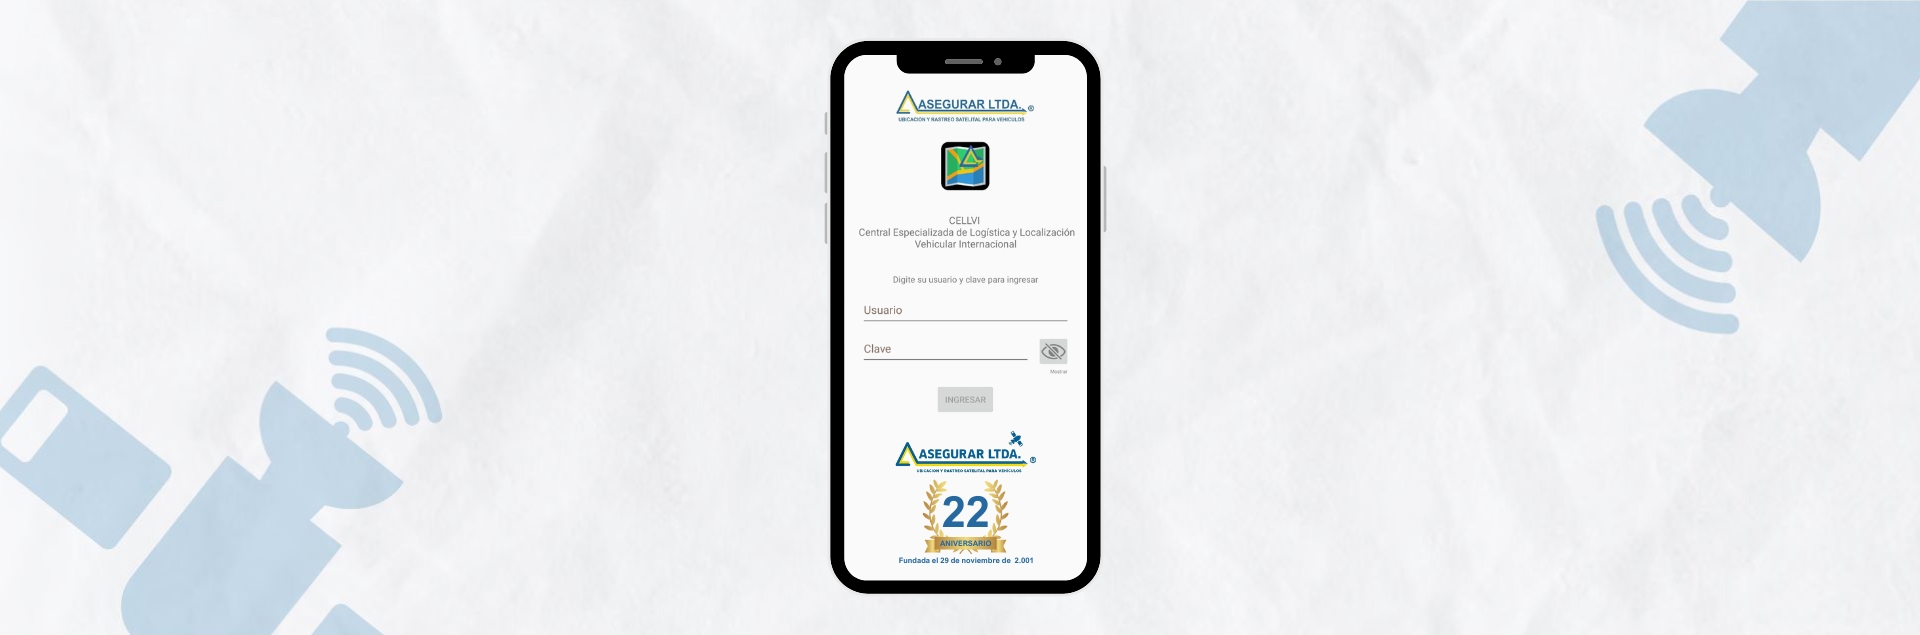 ASEGURAR LTDA. ®
UBICACION Y RASTREO SATELITAL PARA VEHICULOS
CELLVI
Central Especializada de Logística y Localización
Vehicular Internacional
Digite su usuario y clave para ingresar
Usuario
Clave
Mostrar
INGRESAR
ASEGURAR LTDA. ®
UBICACION Y RASTREO SATELITAL PARA VEHICULOS
22
ANIVERSARIO
Fundada el 29 de noviembre de 2.001